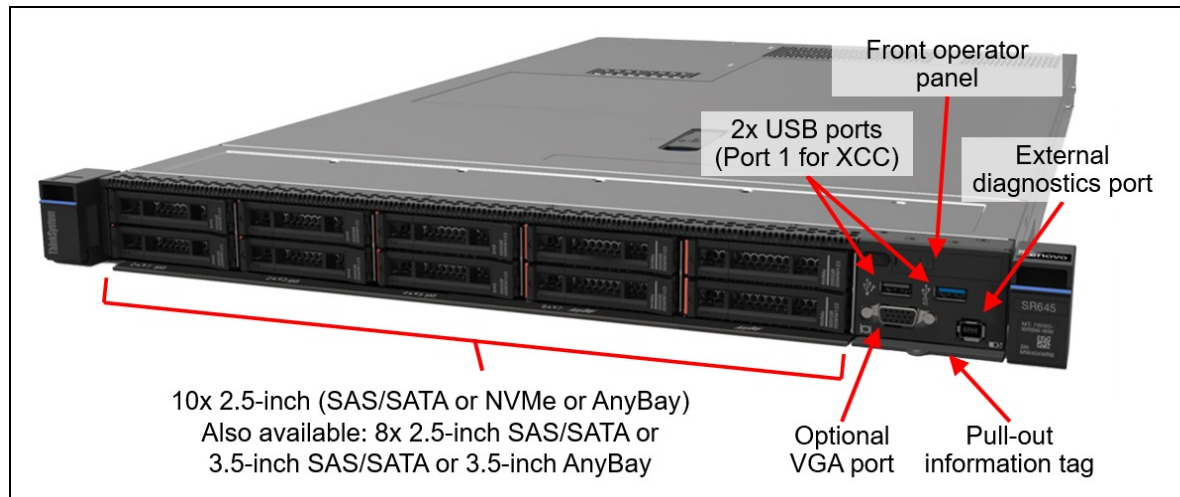 Front operator
panel
2x USB ports
(Port 1 for XCC)
External
diagnostics port
ThinkSystem
Lenovo
SR645
10x 2.5-inch (SAS/SATA or NVMe or AnyBay)
Also available: 8x 2.5-inch SAS/SATA or
3.5-inch SAS/SATA or 3.5-inch AnyBay
Optional
VGA port
Pull-out
information tag